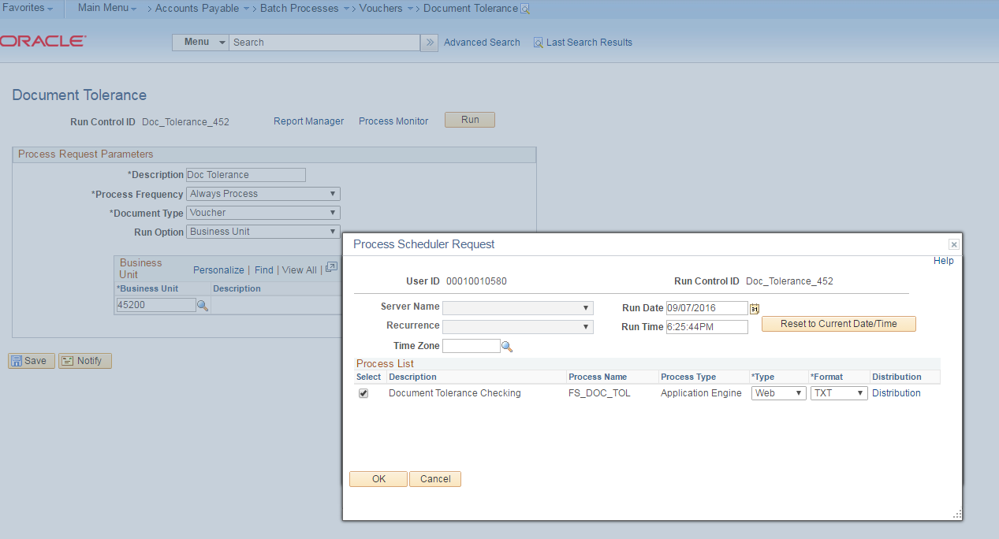 Favorites Main Menu > Accounts Payable > Batch Processes > Vouchers > Document Tolerance
ORACLE Menu Search » Advanced Search Last Search Results
Document Tolerance
Run Control ID Doc_Tolerance_452 Report Manager Process Monitor Run
Process Request Parameters
*Description Doc Tolerance
*Process Frequency Always Process
*Document Type Voucher
Run Option Business Unit
Business Unit Personalize | Find | View All |
*Business Unit Description
45200
Save Notify
Process Scheduler Request
Help
User ID 00010010580 Run Control ID Doc_Tolerance_452
Server Name Run Date 09/07/2016 31
Recurrence Run Time 6:25:44PM Reset to Current Date/Time
Time Zone
Process List
Select Description Process Name Process Type *Type *Format Distribution
Document Tolerance Checking FS_DOC_TOL Application Engine Web TXT Distribution
OK Cancel